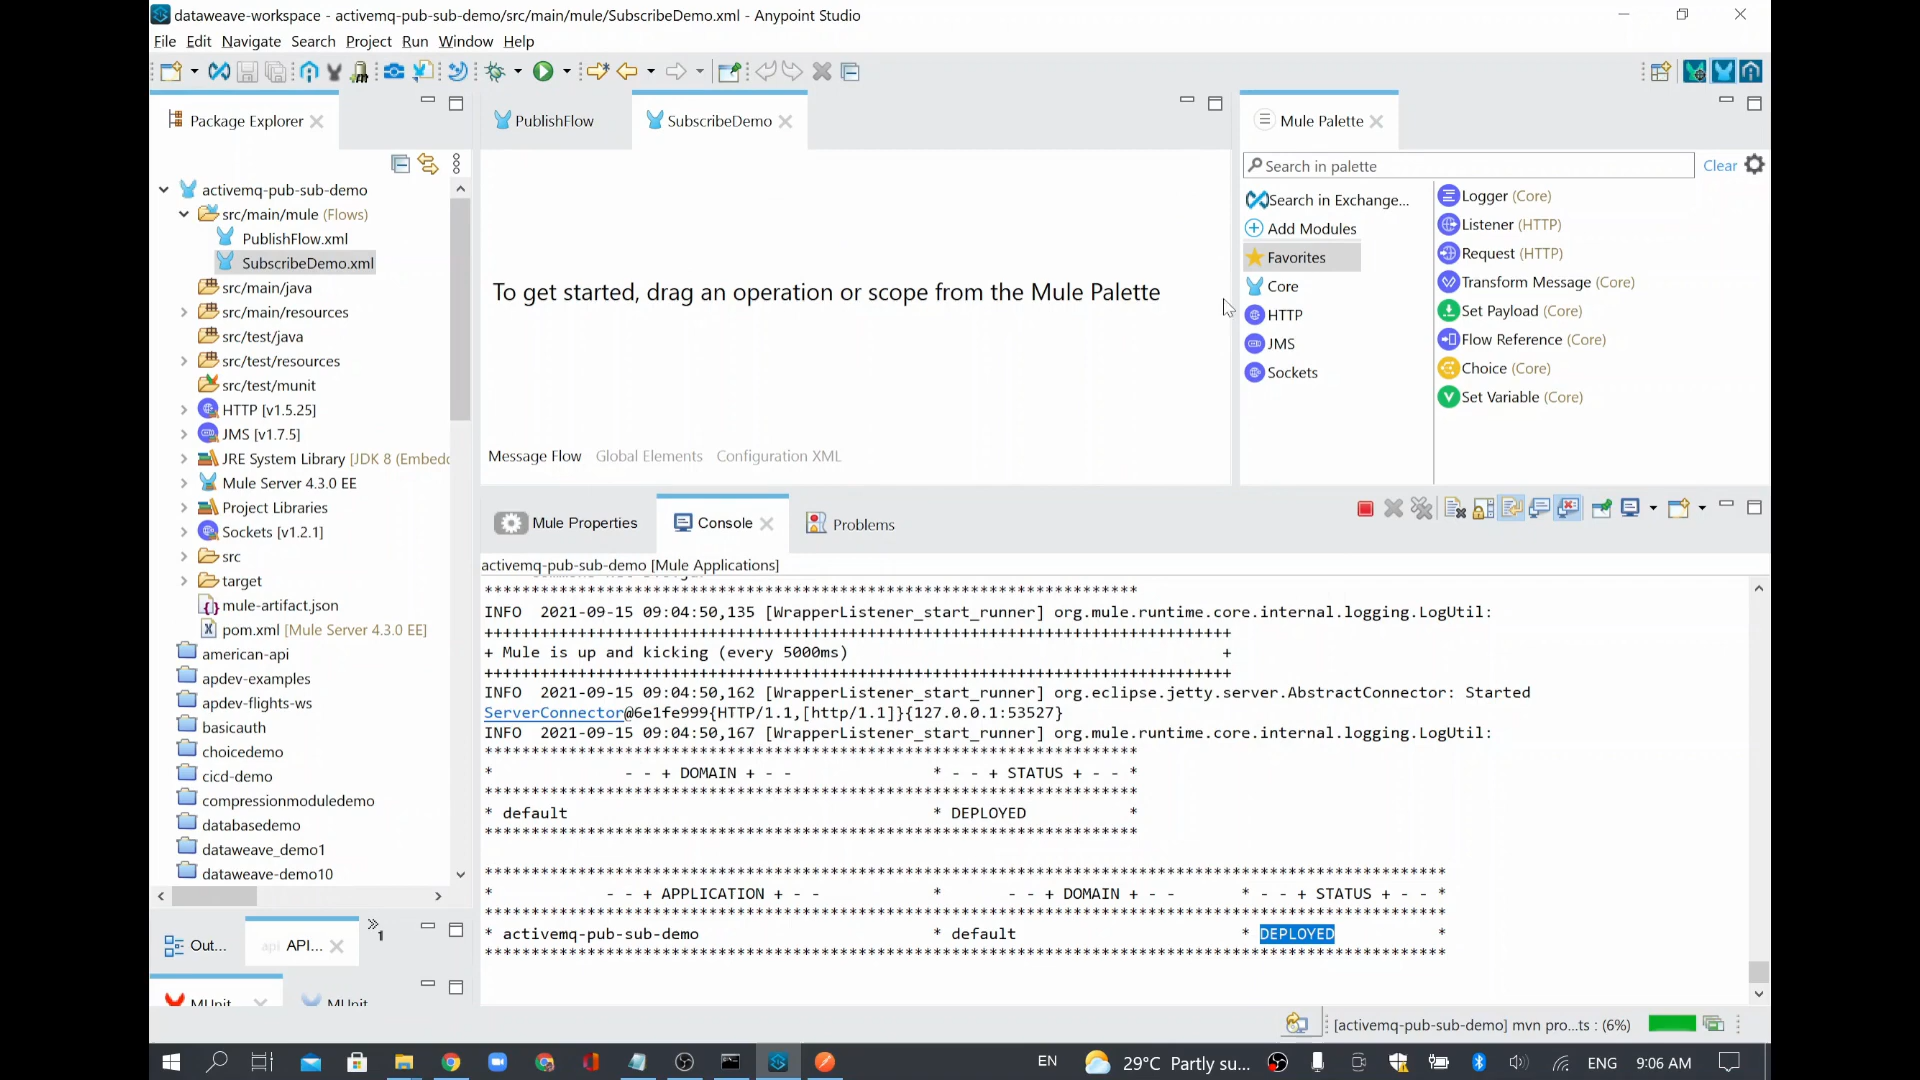 dataweave-workspace - activemq-pub-sub-demo/src/main/mule/SubscribeDemo.xml - Anypoint Studio
File Edit Navigate Search Project Run Window Help
Package Explorer
activemq-pub-sub-demo
src/main/mule (Flows)
PublishFlow.xml
SubscribeDemo.xml
src/main/java
src/main/resources
src/test/java
src/test/resources
src/test/munit
HTTP [v1.5.25]
JMS [v1.7.5]
JRE System Library [JDK 8 (Embedd
Mule Server 4.3.0 EE
Project Libraries
Sockets [v1.2.1]
src
target
mule-artifact.json
pom.xml [Mule Server 4.3.0 EE]
american-api
apdev-examples
apdev-flights-ws
basicauth
choicedemo
cicd-demo
compressionmoduledemo
databasedemo
dataweave_demo1
dataweave-demo10
Out... API... 1
MUnit MUnit
PublishFlow SubscribeDemo
To get started, drag an operation or scope from the Mule Palette
Message Flow Global Elements Configuration XML
Mule Palette
Search in palette Clear
Search in Exchange...
Add Modules
Favorites
Core
HTTP
JMS
Sockets
Logger (Core)
Listener (HTTP)
Request (HTTP)
Transform Message (Core)
Set Payload (Core)
Flow Reference (Core)
Choice (Core)
Set Variable (Core)
Mule Properties Console Problems
activemq-pub-sub-demo [Mule Applications]
INFO 2021-09-15 09:04:50,135 [WrapperListener_start_runner] org.mule.runtime.core.internal.logging.LogUtil:
+ Mule is up and kicking (every 5000ms) +
INFO 2021-09-15 09:04:50,162 [WrapperListener_start_runner] org.eclipse.jetty.server.AbstractConnector: Started
ServerConnector@6e1fe999{HTTP/1.1,[http/1.1]}{127.0.0.1:53527}
INFO 2021-09-15 09:04:50,167 [WrapperListener_start_runner] org.mule.runtime.core.internal.logging.LogUtil:
* - - + DOMAIN + - - * - - + STATUS + - - *
* default * DEPLOYED *
* - - + APPLICATION + - - * - - + DOMAIN + - - * - - + STATUS + - - *
* activemq-pub-sub-demo * default * DEPLOYED *
[activemq-pub-sub-demo] mvn pro...ts : (6%)
EN 29°C Partly su... ENG 9:06 AM